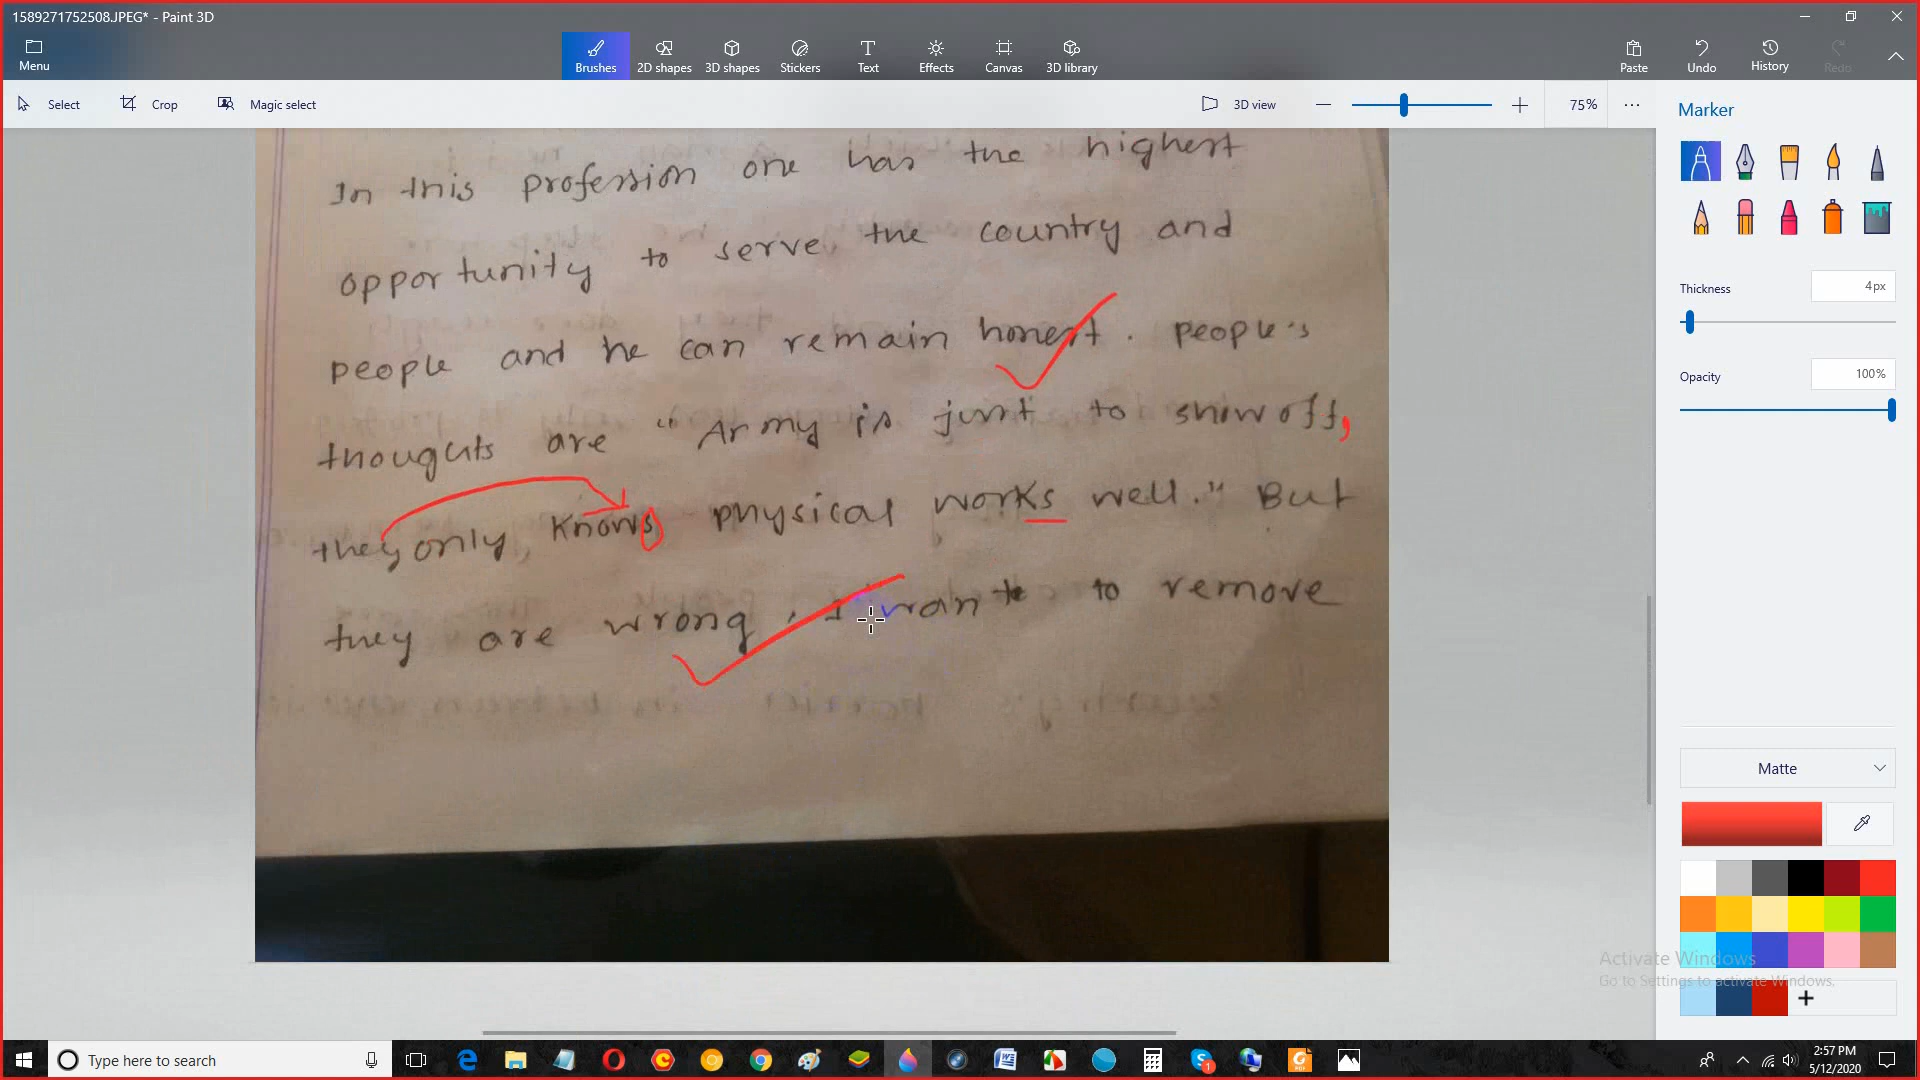 1589271752508.JPEG* - Paint 3D
Menu
Brushes
2D shapes
3D shapes
Stickers
Text
Effects
Canvas
3D library
Paste
Undo
History
Redo
Select
Crop
Magic select
3D view
75%
Marker
Thickness
4px
Opacity
100%
Matte
In this profession one has the highest
opportunity to serve the country and
people and he can remain honest. People's
thoughts are "Army is just to show off,
they only, knows physical works well." But
they are wrong. I want to remove
Activate Windows
Go to Settings to activate Windows.
Type here to search
2:57 PM
5/12/2020